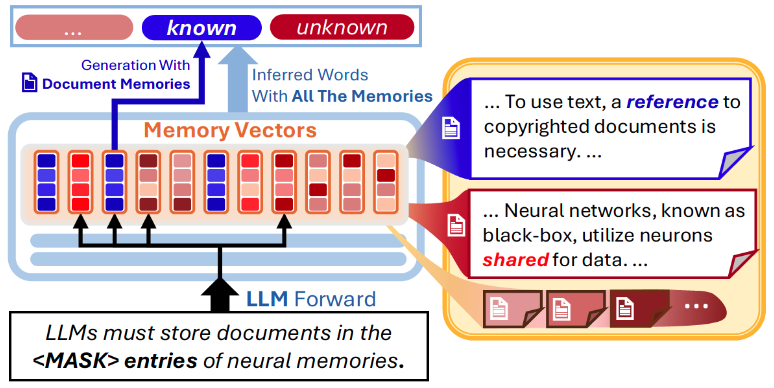 ...
known
unknown
Generation With
Document Memories
Inferred Words
With All The Memories
Memory Vectors
LLM Forward
LLMs must store documents in the
<MASK> entries of neural memories.
... To use text, a reference to
copyrighted documents is
necessary. ...
... Neural networks, known as
black-box, utilize neurons
shared for data. ...
...